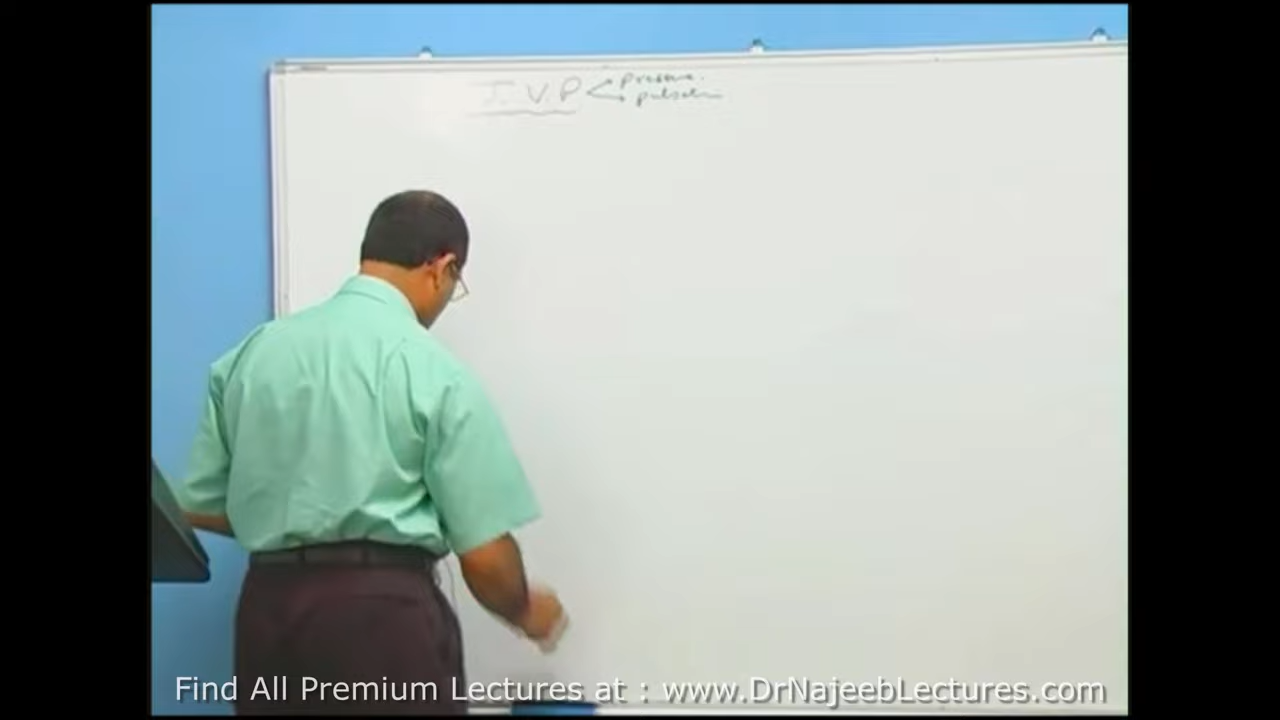 J. V. P
pressure.
pulsation
Find All Premium Lectures at : www.DrNajeebLectures.com